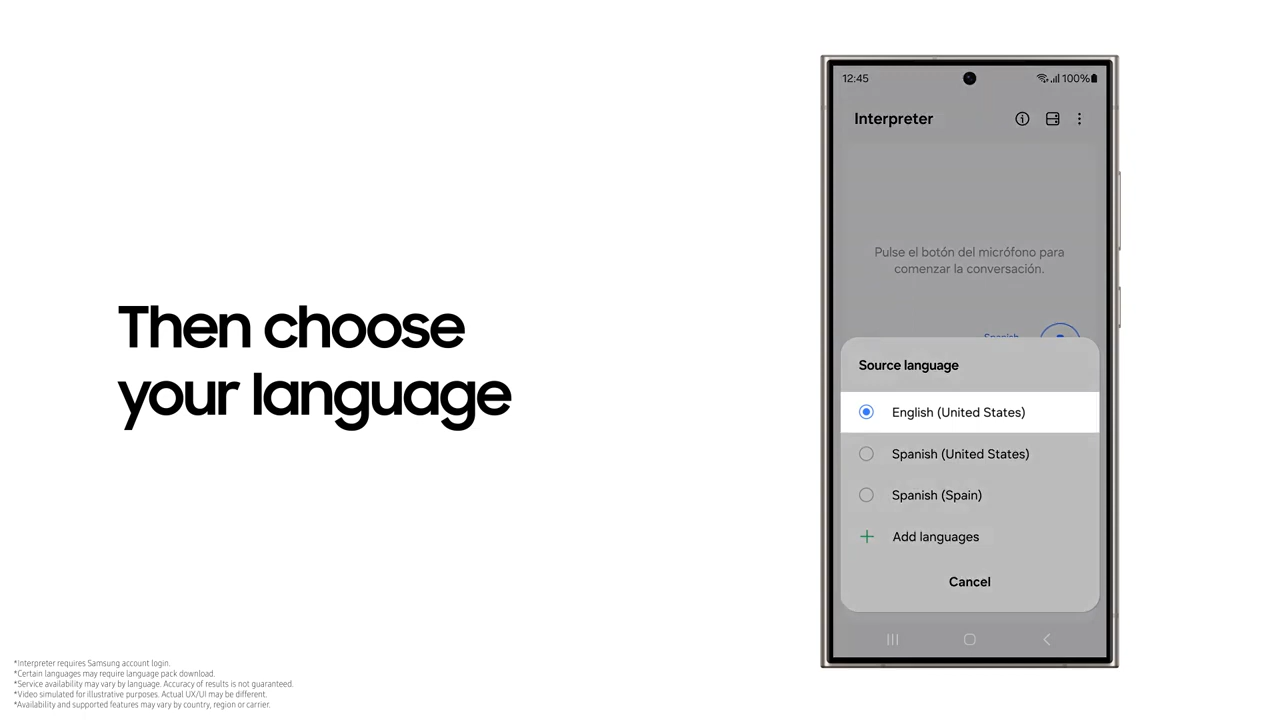 Then choose
your language
12:45
100%
Interpreter
Pulse el botón del micrófono para
comenzar la conversación.
Spanish
Source language
English (United States)
Spanish (United States)
Spanish (Spain)
Add languages
Cancel
*Interpreter requires Samsung account login.
*Certain languages may require language pack download.
*Service availability may vary by language. Accuracy of results is not guaranteed.
*Video simulated for illustrative purposes. Actual UX/UI may be different.
*Availability and supported features may vary by country, region or carrier.